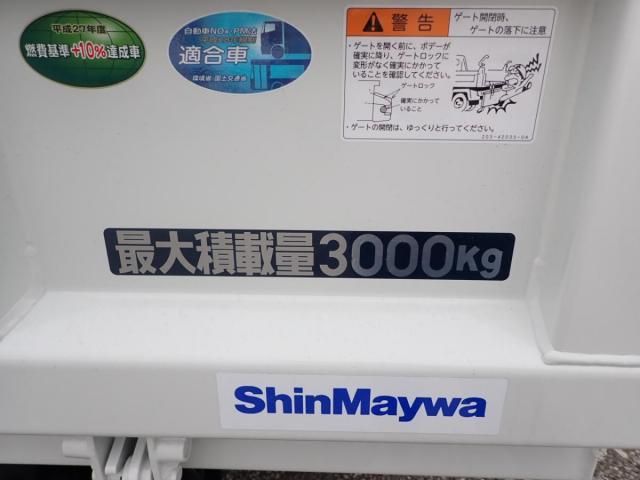 平成27年度
燃費基準+10%達成車
自動車NOx・PM法
適合車
環境省・国土交通省
警告
ゲート開閉時、
ゲートの落下に注意
・ゲートを開く前に、ボデーが
確実に降り、ゲートロックに
変形がなく確実にかかって
いることを確認してください。
ゲートロック
確実にかかって
いること
・ゲートの開閉は、ゆっくりと行ってください。
203-42033-0A
最大積載量3000Kg
ShinMaywa